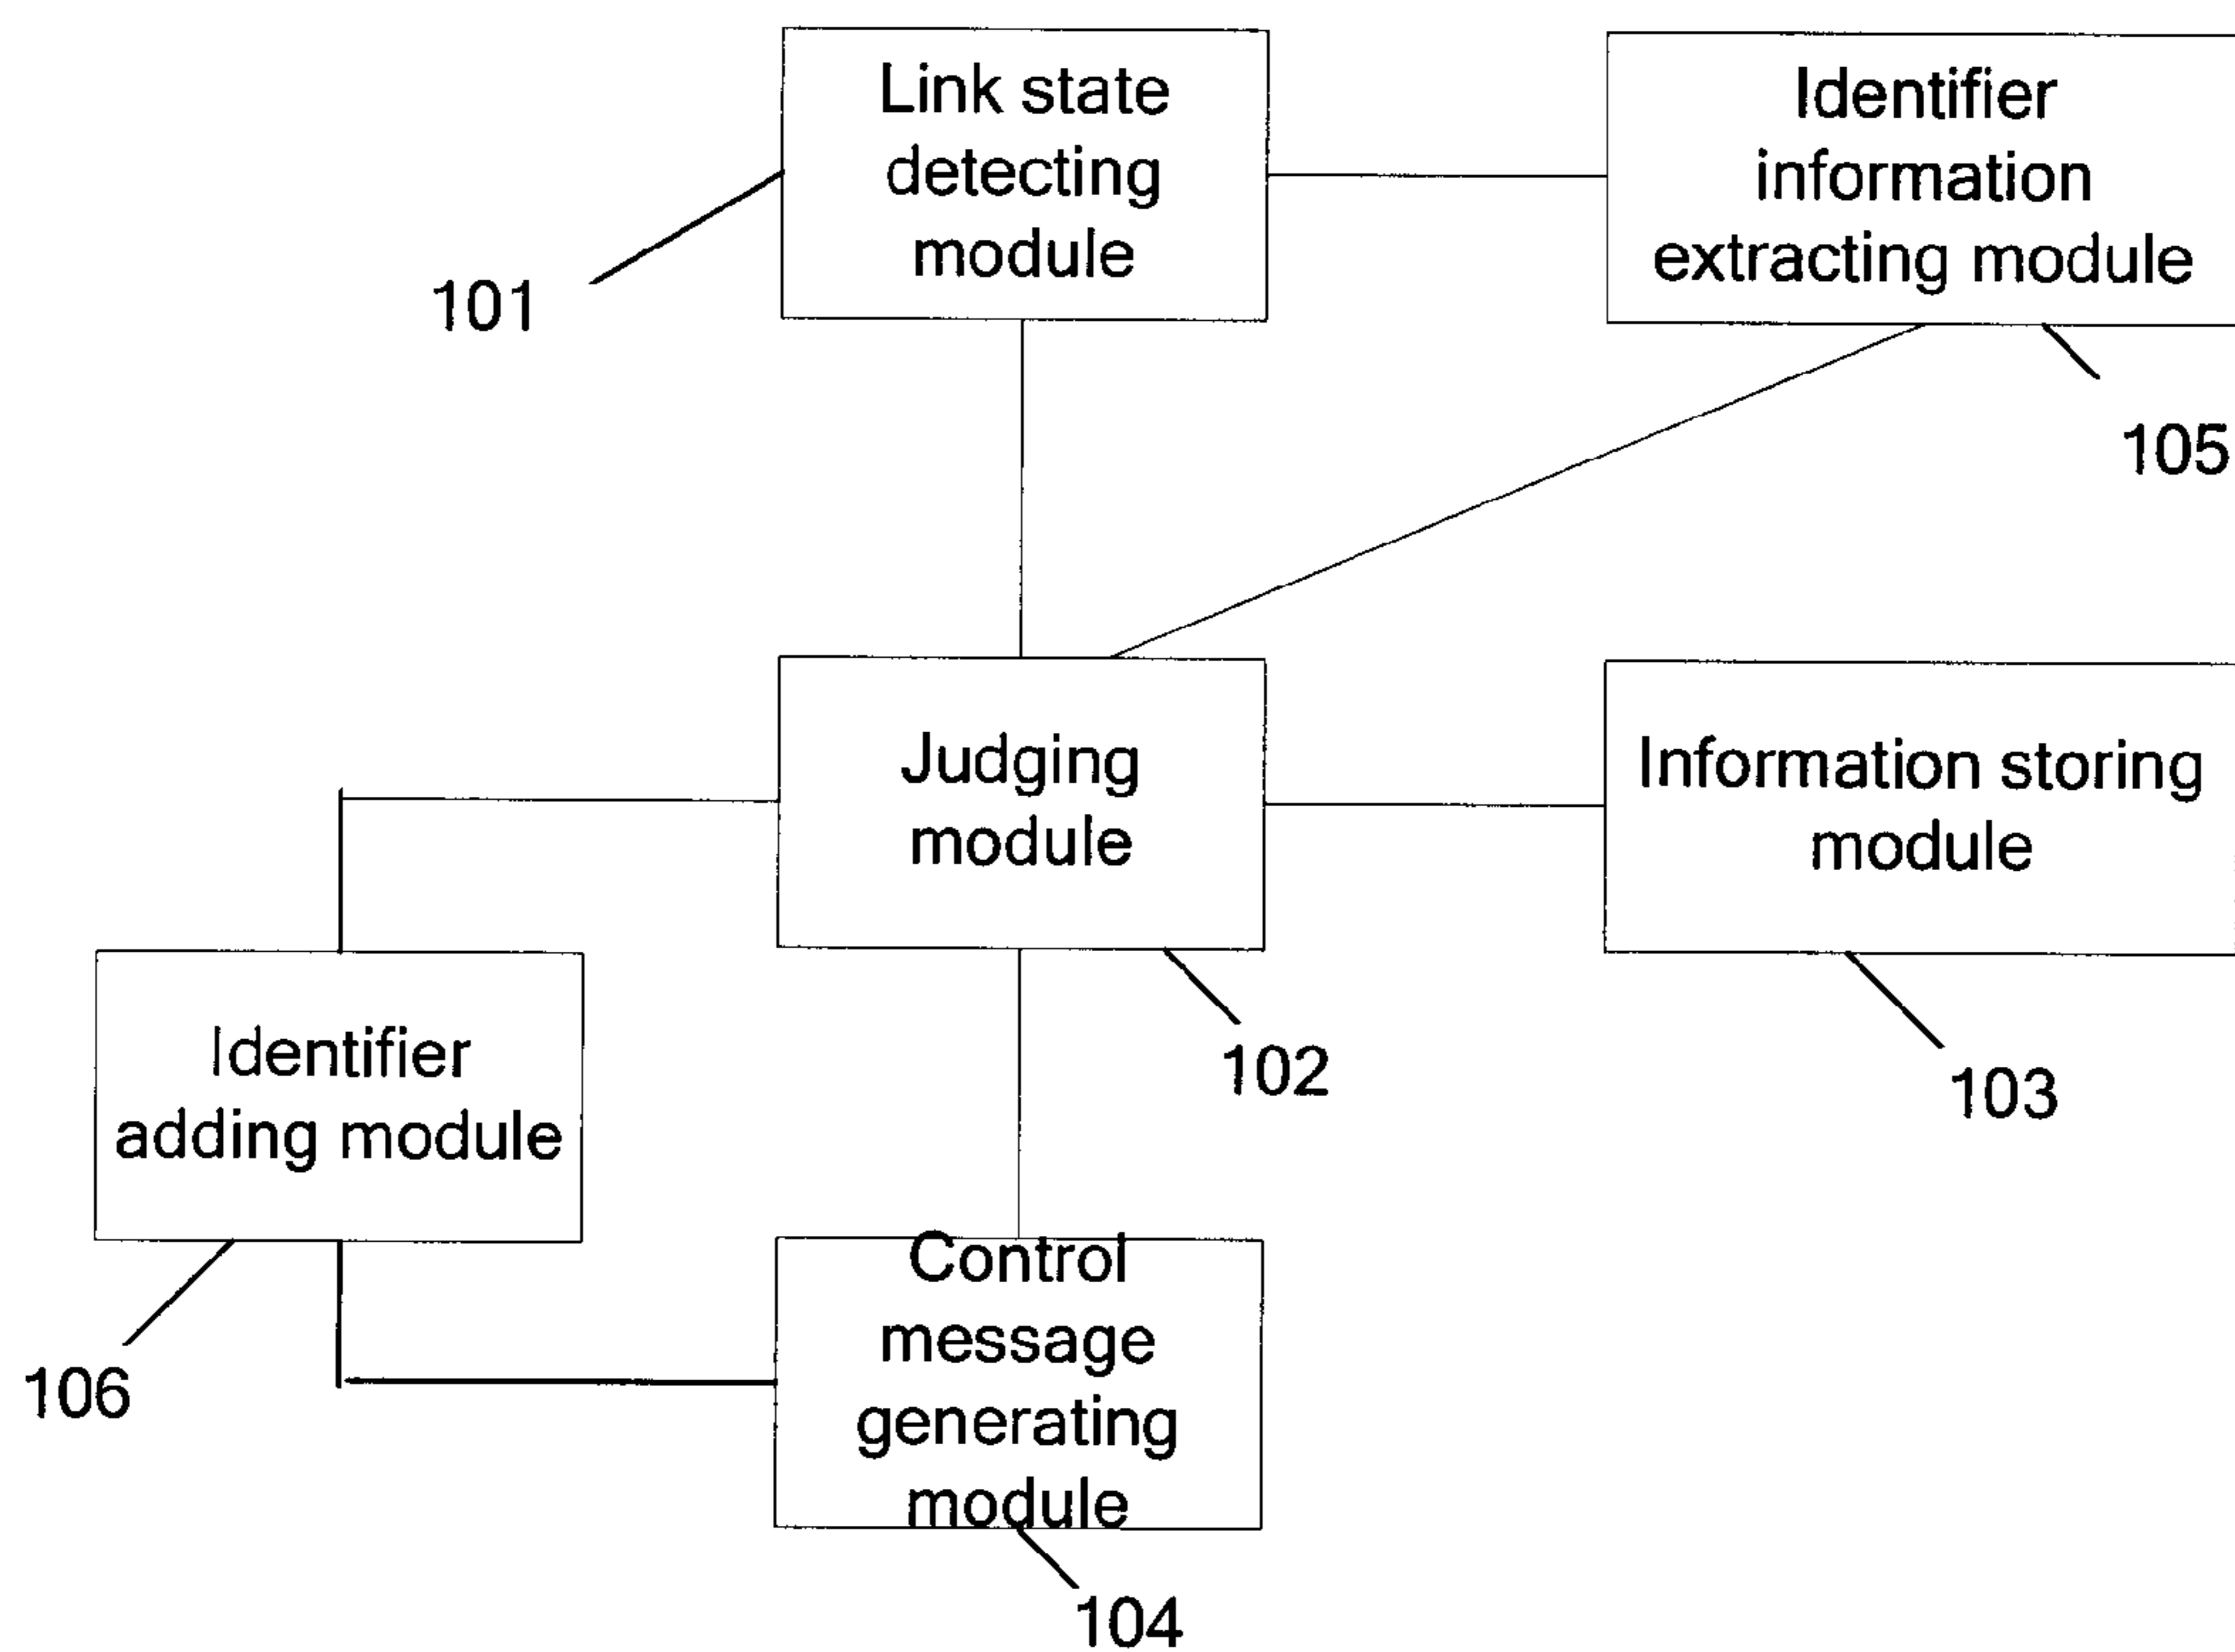 Link state
detecting
module
Identifier
information
extracting module
101
105
Judging
module
Information storing
module
Identifier
adding module
102
103
Control
message
generating
module
106
104